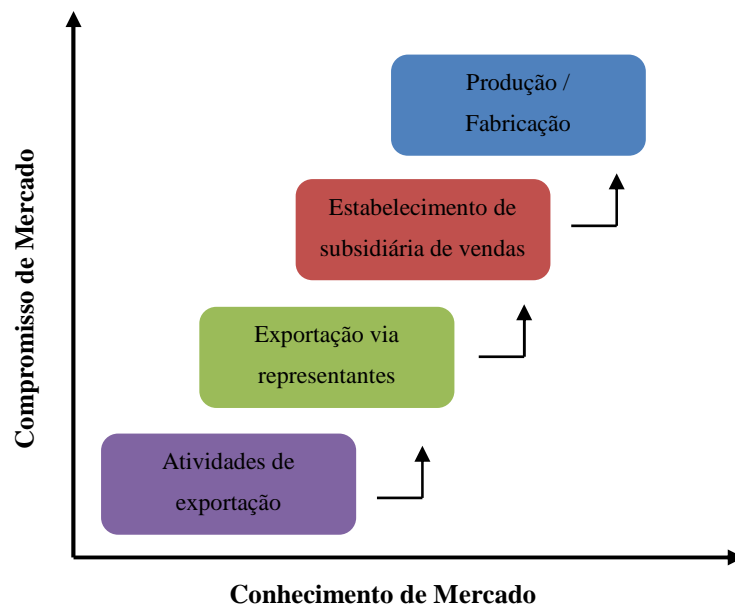 Produção /
Fabricação
Estabelecimento de
subsidiária de vendas
Exportação via
representantes
Atividades de
exportação
Compromisso de Mercado
Conhecimento de Mercado